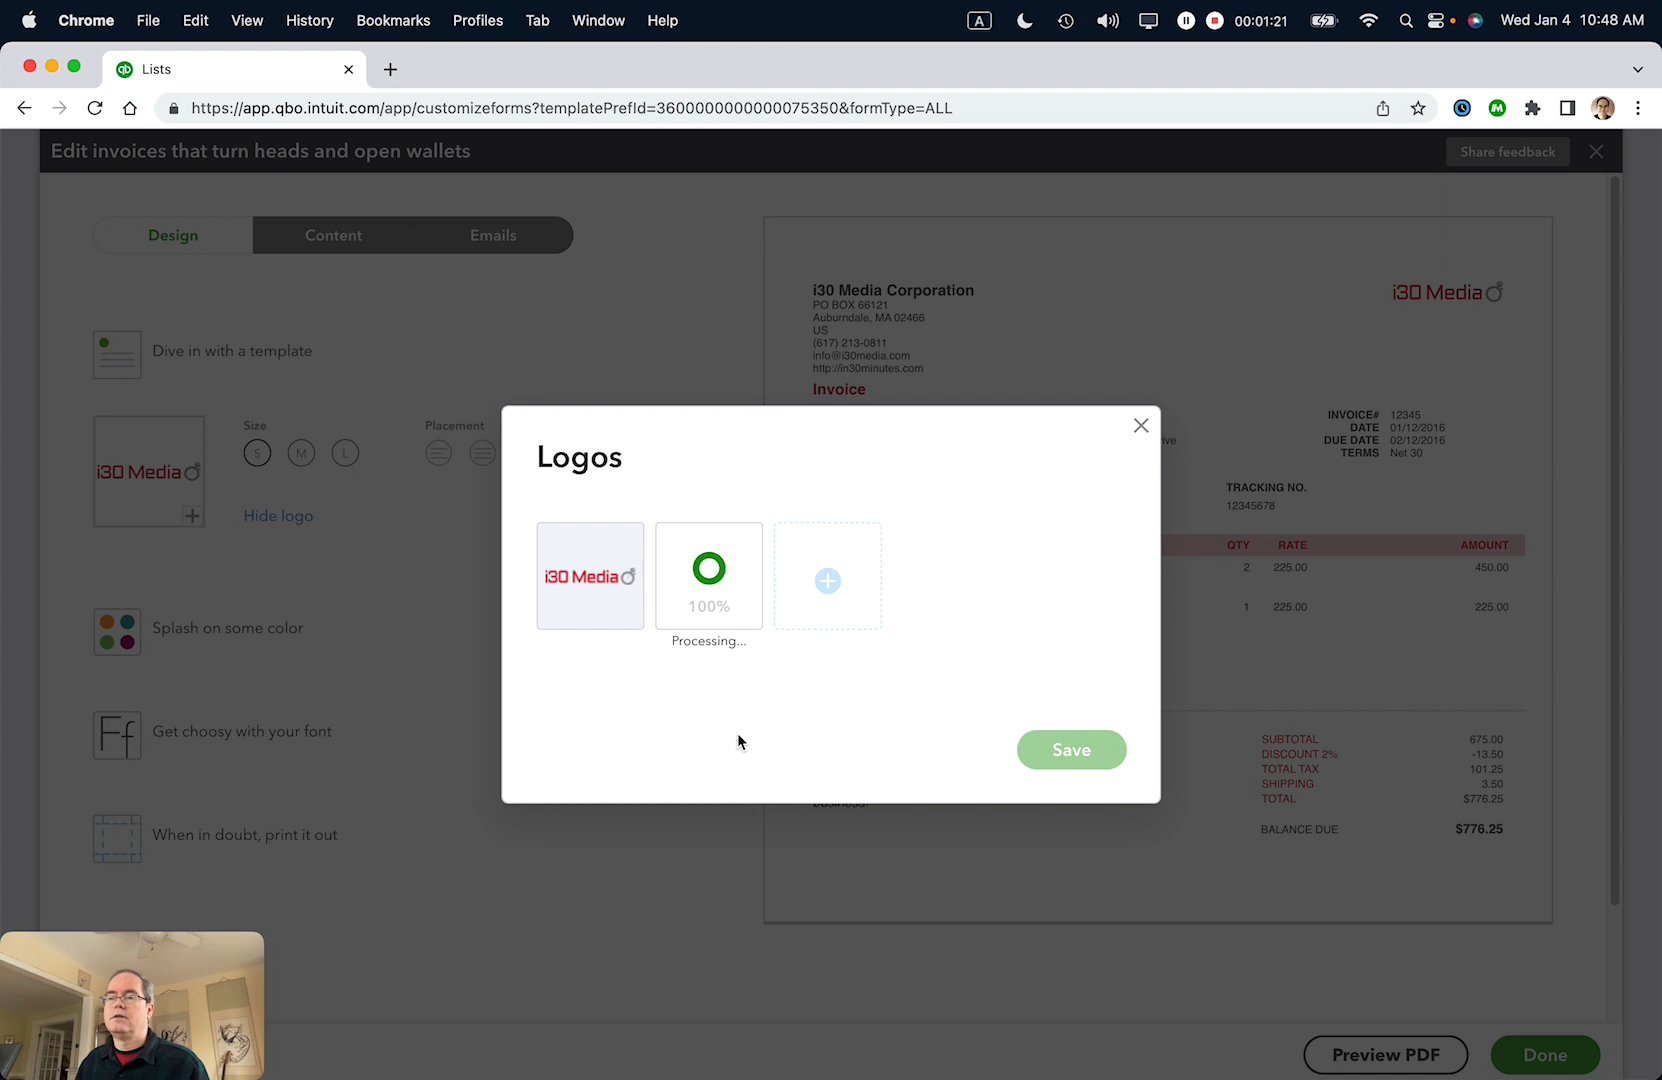 Chrome File Edit View History Bookmarks Profiles Tab Window Help A 00:01:21 Wed Jan 4 10:48 AM
qb Lists
https://app.qbo.intuit.com/app/customizeforms?templatePrefId=3600000000000075350&formType=ALL
Edit invoices that turn heads and open wallets
Share feedback
Design Content Emails
Dive in with a template
Size
S M L
Placement
i30 Media
Hide logo
Splash on some color
Ff Get choosy with your font
When in doubt, print it out
i30 Media Corporation
PO BOX 66121
Auburndale, MA 02466
US
(617) 213-0811
info@i30media.com
http://in30minutes.com
Invoice
i30 Media
INVOICE# 12345
DATE 01/12/2016
DUE DATE 02/12/2016
TERMS Net 30
ive
TRACKING NO.
12345678
QTY RATE AMOUNT
2 225.00 450.00
1 225.00 225.00
SUBTOTAL 675.00
DISCOUNT 2% -13.50
TOTAL TAX 101.25
SHIPPING 3.50
TOTAL $776.25
BALANCE DUE $776.25
business!
Logos
i30 Media
100%
Processing...
Save
Preview PDF
Done